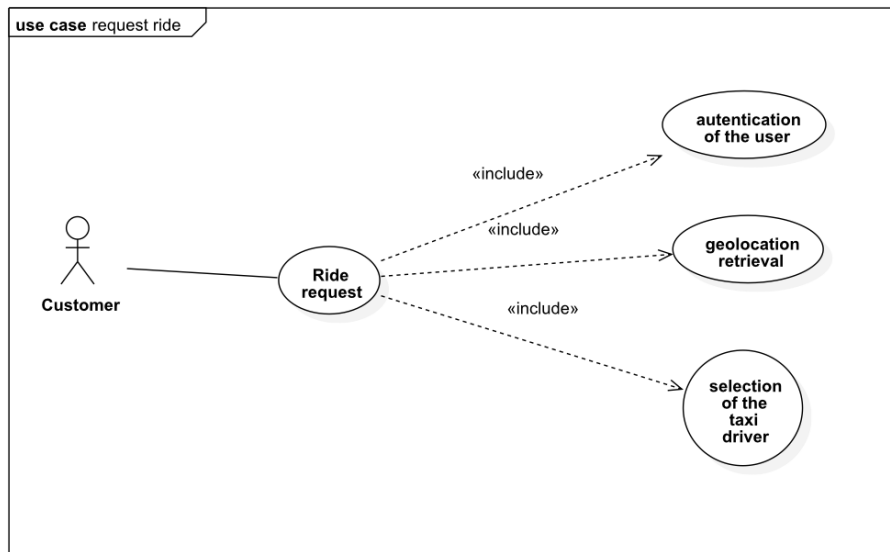 use case request ride
autentication
of the user
«include»
«include»
geolocation
retrieval
Ride
request
Customer
«include»
selection
of the
taxi
driver